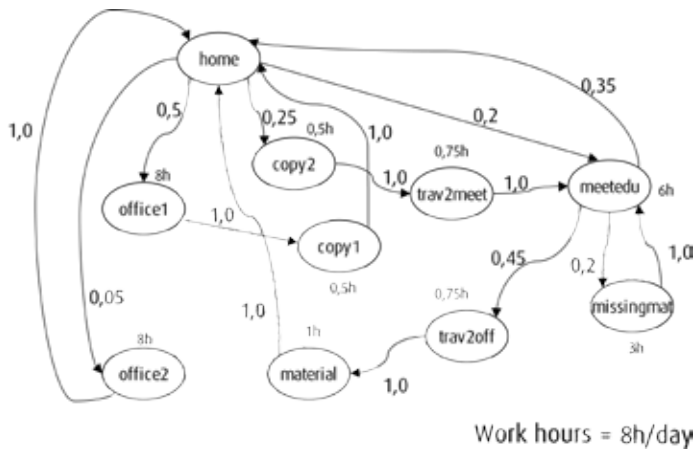 home
0,35
0,5
0,25
0,2
1,0
0,5h
1,0
copy2
0,75h
8h
1,0
trav2meet
1,0
meetedu
6h
office1
1,0
copy1
0,45
0,2
1,0
0,05
0,5h
0,75h
missingmat
1,0
8h
1h
trav2off
3h
office2
material
1,0
Work hours = 8h/day